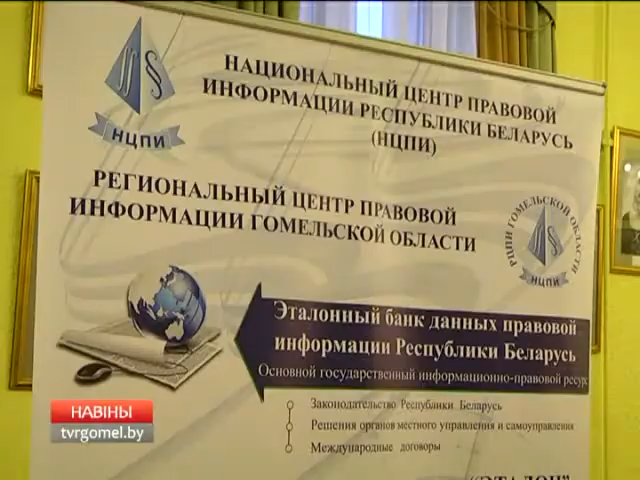 НАЦИОНАЛЬНЫЙ ЦЕНТР ПРАВОВОЙ
ИНФОРМАЦИИ РЕСПУБЛИКИ БЕЛАРУСЬ
(НЦПИ)
НЦПИ
РЕГИОНАЛЬНЫЙ ЦЕНТР ПРАВОВОЙ
ИНФОРМАЦИИ ГОМЕЛЬСКОЙ ОБЛАСТИ
РЦПИ ГОМЕЛЬСКОЙ ОБЛАСТИ
НЦПИ
Эталонный банк данных правовой
информации Республики Беларусь
Основной государственный информационно-правовой ресурс
Законодательство Республики Беларусь
Решения органов местного управления и самоуправления
Международные договоры
НАВІНЫ
tvrgomel.by